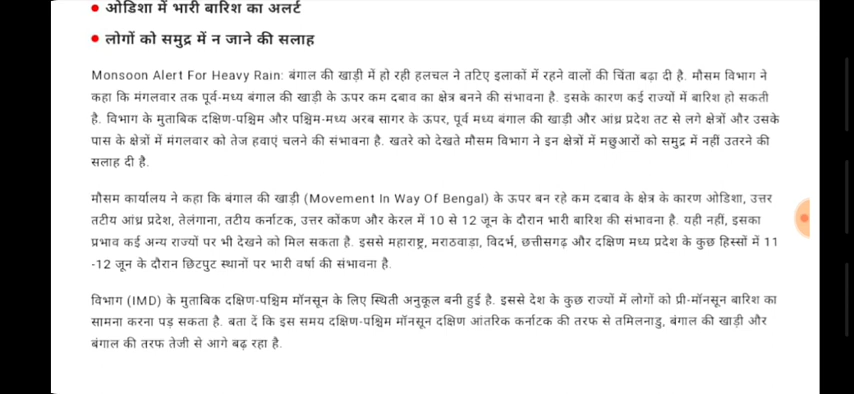 ओडिशा में भारी बारिश का अलर्ट
लोगों को समुद्र में न जाने की सलाह
Monsoon Alert For Heavy Rain: बंगाल की खाड़ी में हो रही हलचल ने तटिए इलाकों में रहने वालों की चिंता बढ़ा दी है. मौसम विभाग ने
कहा कि मंगलवार तक पूर्व-मध्य बंगाल की खाड़ी के ऊपर कम दबाव का क्षेत्र बनने की संभावना है. इसके कारण कई राज्यों में बारिश हो सकती
है. विभाग के मुताबिक दक्षिण-पश्चिम और पश्चिम-मध्य अरब सागर के ऊपर, पूर्व मध्य बंगाल की खाड़ी और आंध्र प्रदेश तट से लगे क्षेत्रों और उसके
पास के क्षेत्रों में मंगलवार को तेज हवाएं चलने की संभावना है. खतरे को देखते मौसम विभाग ने इन क्षेत्रों में मछुआरों को समुद्र में नहीं उतरने की
सलाह दी है.
मौसम कार्यालय ने कहा कि बंगाल की खाड़ी (Movement In Way Of Bengal) के ऊपर बन रहे कम दबाव के क्षेत्र के कारण ओडिशा, उत्तर
तटीय आंध्र प्रदेश, तेलंगाना, तटीय कर्नाटक, उत्तर कोंकण और केरल में 10 से 12 जून के दौरान भारी बारिश की संभावना है. यही नहीं, इसका
प्रभाव कई अन्य राज्यों पर भी देखने को मिल सकता है. इससे महाराष्ट्र, मराठवाड़ा, विदर्भ, छत्तीसगढ़ और दक्षिण मध्य प्रदेश के कुछ हिस्सों में 11
-12 जून के दौरान छिटपुट स्थानों पर भारी वर्षा की संभावना है.
विभाग (IMD) के मुताबिक दक्षिण-पश्चिम मॉनसून के लिए स्थिती अनुकूल बनी हुई है. इससे देश के कुछ राज्यों में लोगों को प्री-मॉनसून बारिश का
सामना करना पड़ सकता है. बता दें कि इस समय दक्षिण-पश्चिम मॉनसून दक्षिण आंतरिक कर्नाटक की तरफ से तमिलनाडु, बंगाल की खाड़ी और
बंगाल की तरफ तेजी से आगे बढ़ रहा है.